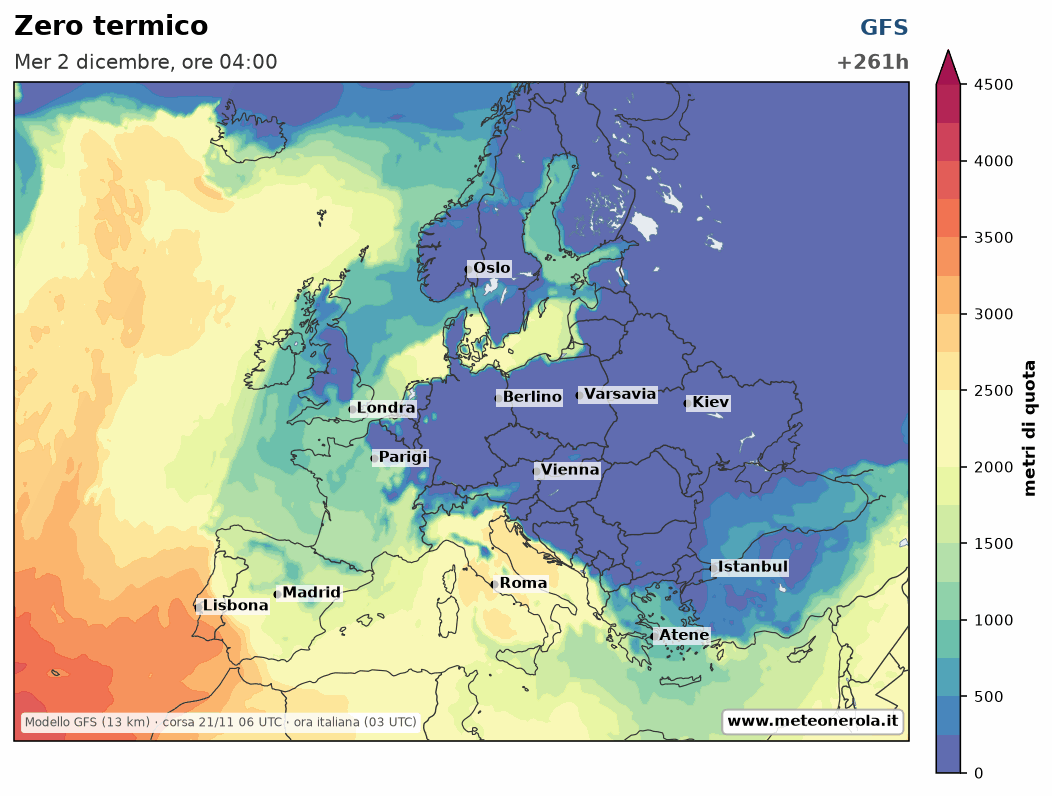 Zero termico
GFS
Mer 2 dicembre, ore 04:00
+261h
4500
4000
3500
3000
2500
2000
1500
1000
500
0
metri di quota
Oslo
Londra
Berlino
Varsavia
Kiev
Parigi
Vienna
Istanbul
Roma
Madrid
Lisbona
Atene
Modello GFS (13 km) · corsa 21/11 06 UTC · ora italiana (03 UTC)
www.meteonerola.it